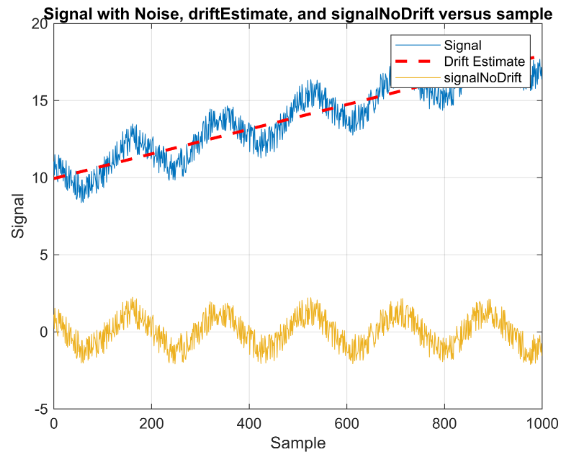 Signal with Noise, driftEstimate, and signalNoDrift versus sample
20
Signal
Drift Estimate
signalNoDrift
15
10
Signal
5
0
-5
0 200 400 600 800 1000
Sample